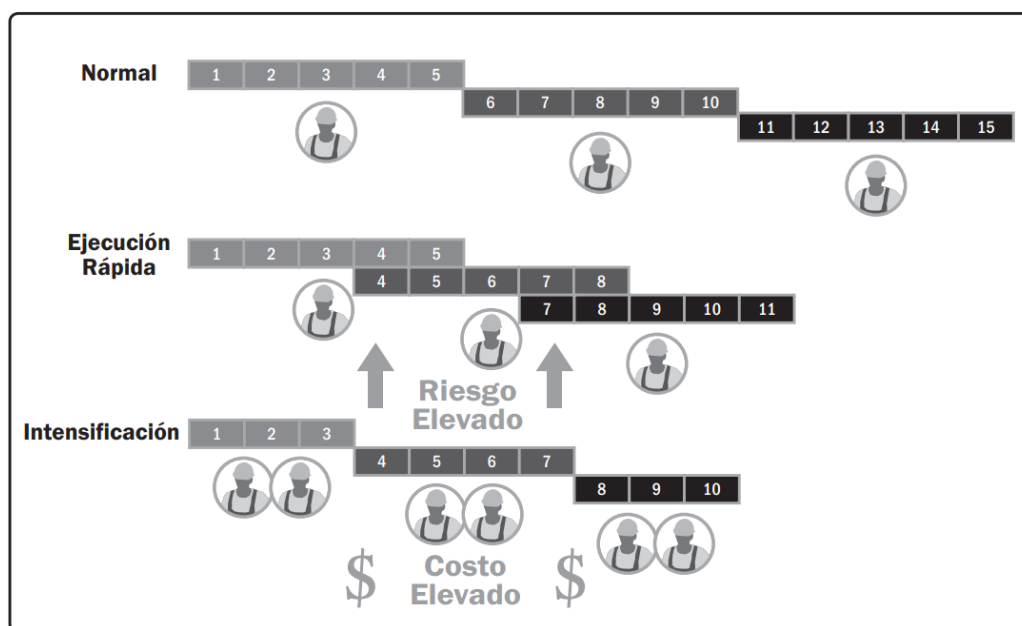 Normal
1 2 3 4 5
6 7 8 9 10
11 12 13 14 15
Ejecución
Rápida
1 2 3 4 5
4 5 6 7 8
7 8 9 10 11
Riesgo
Elevado
Intensificación
1 2 3
4 5 6 7
8 9 10
$ Costo $
Elevado